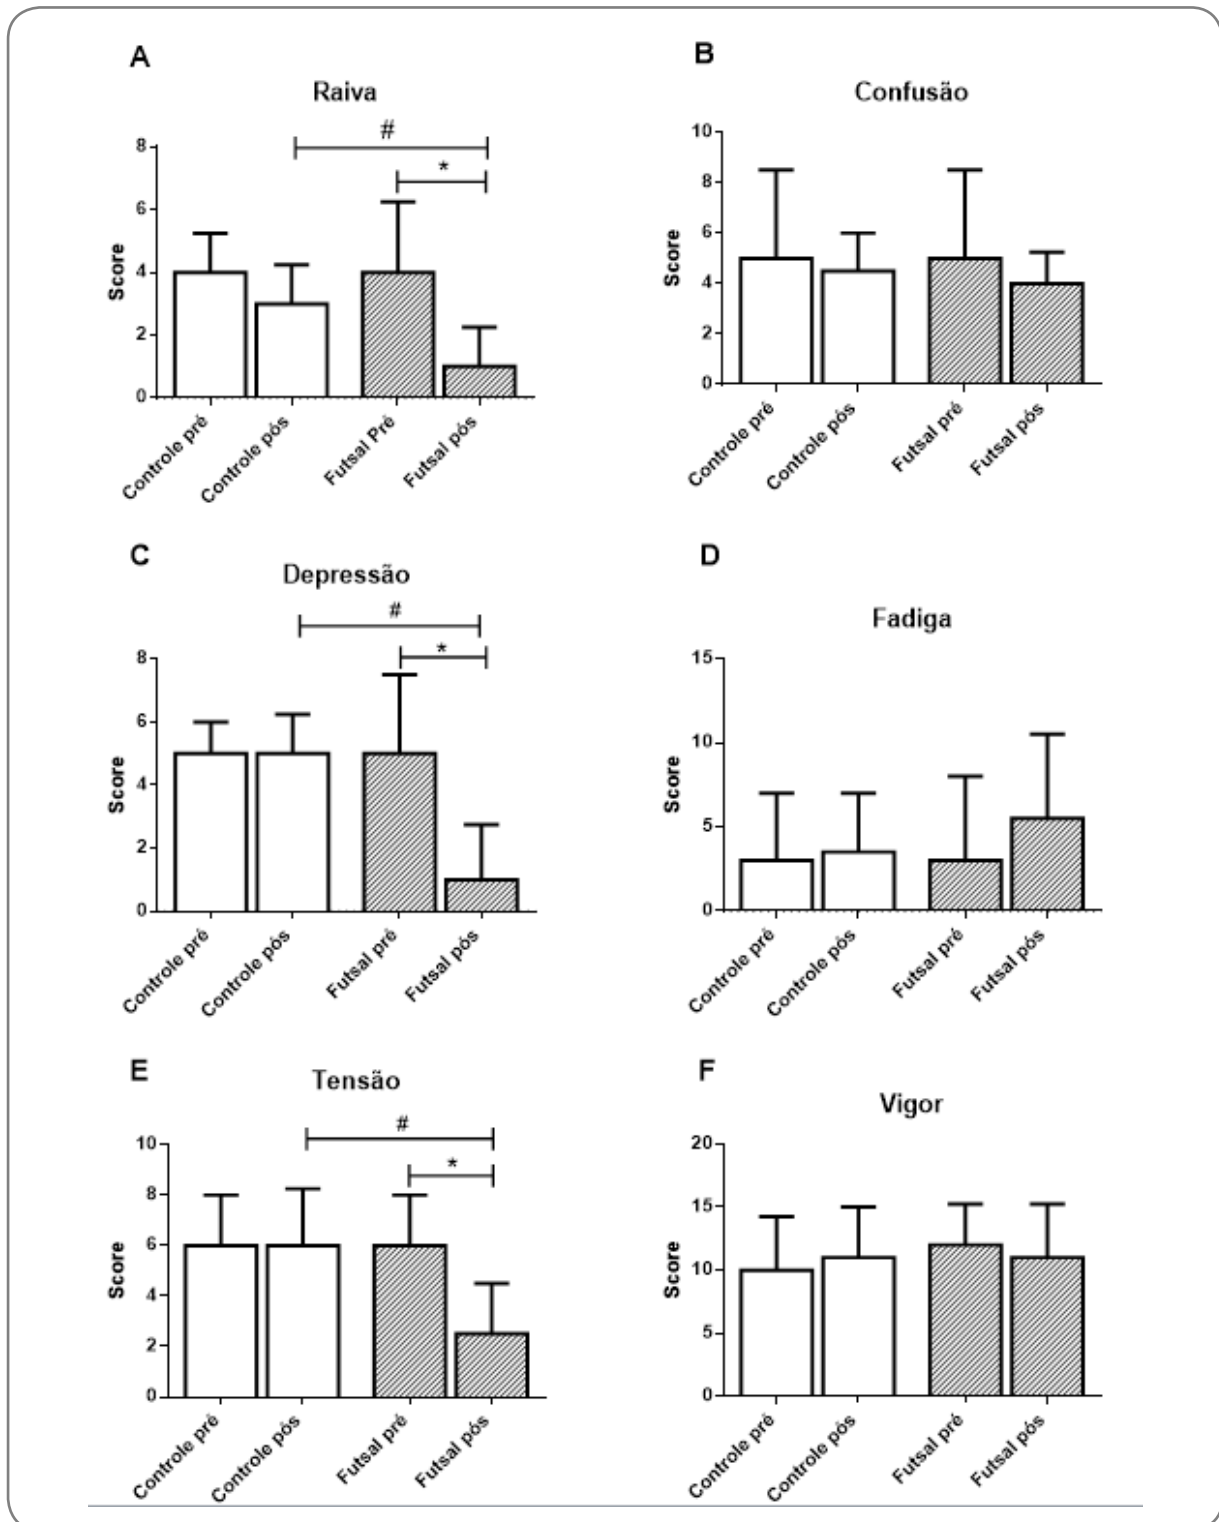 A
Raiva
#
*
8
6
4
2
0
Score
Controle pré
Controle pós
Futsal Pré
Futsal pós
B
Confusão
10
8
6
4
2
0
Score
Controle pré
Controle pós
Futsal pré
Futsal pós
C
Depressão
#
*
8
6
4
2
0
Score
Controle pré
Controle pós
Futsal pré
Futsal pós
D
Fadiga
15
10
5
0
Score
Controle pré
Controle pós
Futsal pré
Futsal pós
E
Tensão
#
*
10
8
6
4
2
0
Score
Controle pré
Controle pós
Futsal pré
Futsal pós
F
Vigor
20
15
10
5
0
Score
Controle pré
Controle pós
Futsal pré
Futsal pós